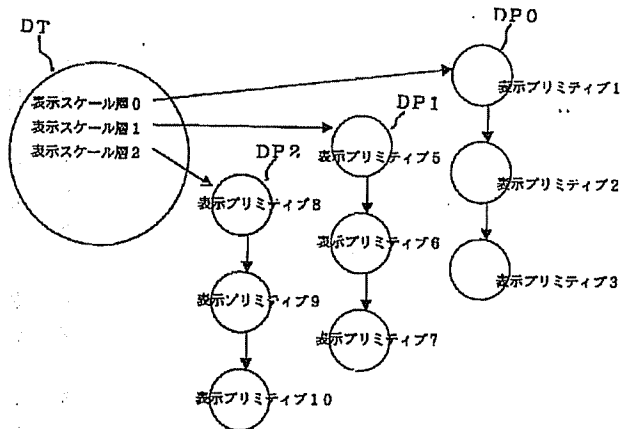 DT
DP0
表示スケール層0
表示スケール層1
表示スケール層2
表示プリミティブ1
DP1
表示プリミティブ5
DP2
表示プリミティブ2
表示プリミティブ8
表示プリミティブ6
表示プリミティブ3
表示プリミティブ9
表示プリミティブ7
表示プリミティブ10